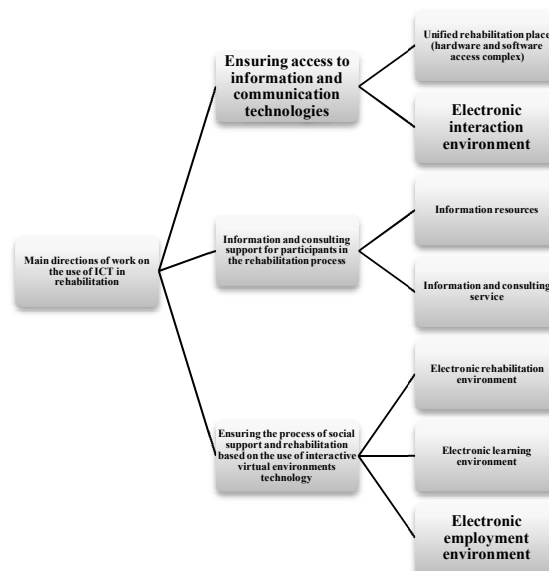 Main directions of work on
the use of ICT in
rehabilitation
Ensuring access to
information and
communication
technologies
Unified rehabilitation place
(hardware and software
access complex)
Electronic
interaction
environment
Information and consulting
support for participants in
the rehabilitation process
Information resources
Information and consulting
service
Ensuring the process of social
support and rehabilitation
based on the use of interactive
virtual environments
technology
Electronic rehabilitation
environment
Electronic learning
environment
Electronic
employment
environment